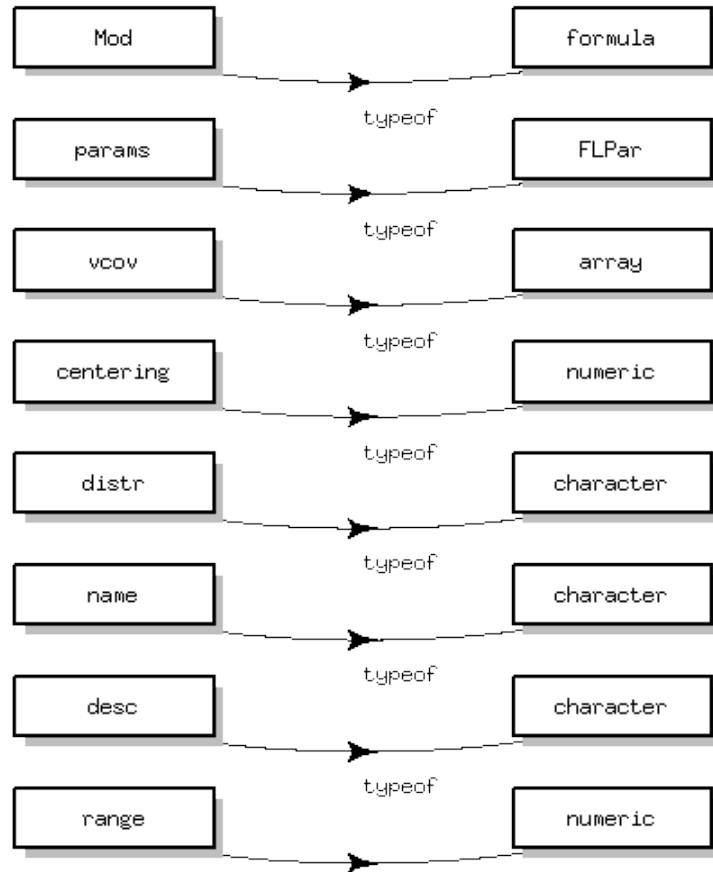 Mod formula
typeof
params FLPar
typeof
vcov array
typeof
centering numeric
typeof
distr character
typeof
name character
typeof
desc character
typeof
range numeric